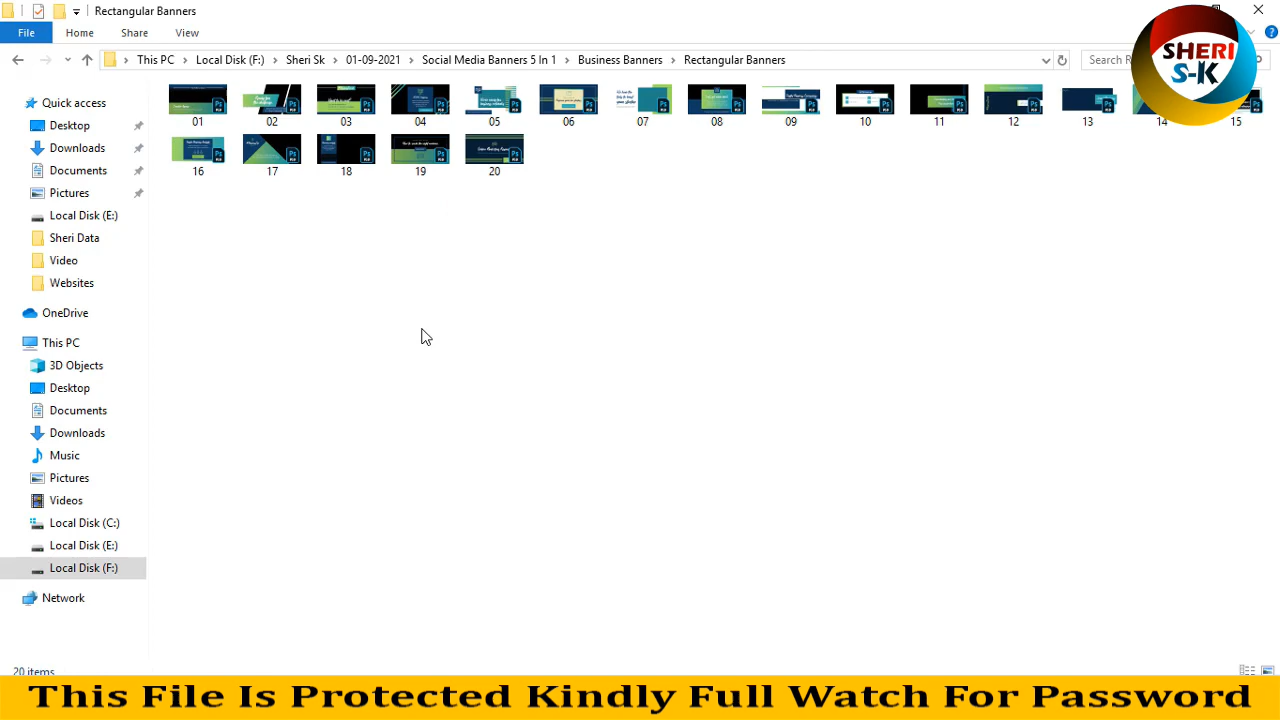 Rectangular Banners
File Home Share View
This PC Local Disk (F:) Sheri Sk 01-09-2021 Social Media Banners 5 In 1 Business Banners Rectangular Banners
Search
SHERI
S-K
Quick access
Desktop
Downloads
Documents
Pictures
Local Disk (E:)
Sheri Data
Video
Websites
OneDrive
This PC
3D Objects
Desktop
Documents
Downloads
Music
Pictures
Videos
Local Disk (C:)
Local Disk (E:)
Local Disk (F:)
Network
01 02 03 04 05 06 07 08 09 10 11 12 13 14 15
16 17 18 19 20
20 items
This File Is Protected Kindly Full Watch For Password